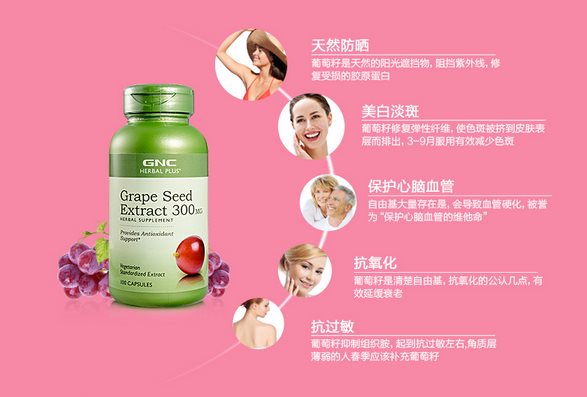 GNC
HERBAL PLUS
Grape Seed
Extract 300MG
HERBAL SUPPLEMENT
Provides Antioxidant
Support*
Vegetarian
Standardized Extract
100 CAPSULES
天然防晒
葡萄籽是天然的阳光遮挡物，阻挡紫外线，修
复受损的胶原蛋白
美白淡斑
葡萄籽修复弹性纤维，使色斑被挤到皮肤表
层而排出，3-9月服用有效减少色斑
保护心脑血管
自由基大量存在是，会导致血管硬化，被誉
为“保护心脑血管的维他命”
抗氧化
葡萄籽是清楚自由基，抗氧化的公认几点，有
效延缓衰老
抗过敏
葡萄籽抑制组织胺，起到抗过敏左右,角质层
薄弱的人春季应该补充葡萄籽